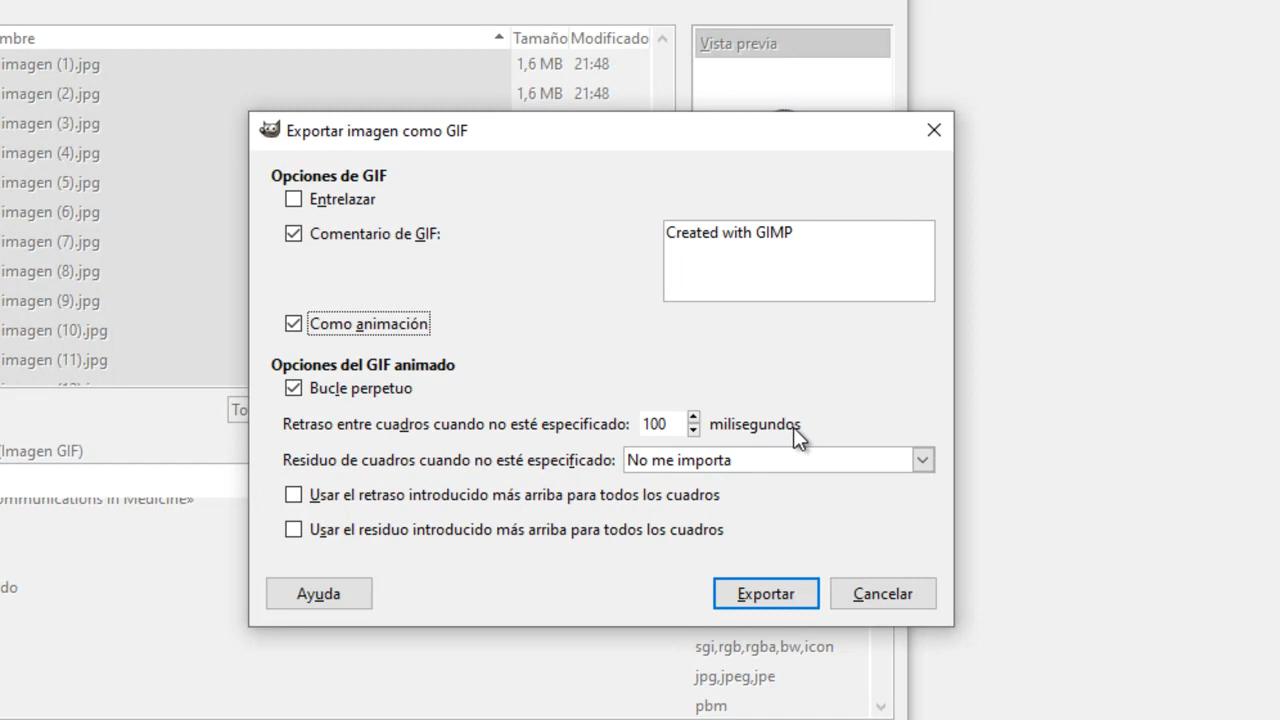 mbre Tamaño Modificado
Vista previa
imagen (1).jpg 1,6 MB 21:48
imagen (2).jpg 1,6 MB 21:48
imagen (3).jpg
imagen (4).jpg
imagen (5).jpg
imagen (6).jpg
imagen (7).jpg
imagen (8).jpg
imagen (9).jpg
imagen (10).jpg
imagen (11).jpg
To
(Imagen GIF)
ommunications in Medicine»
do
Exportar imagen como GIF
Opciones de GIF
Entrelazar
Comentario de GIF:
Created with GIMP
Como animación
Opciones del GIF animado
Bucle perpetuo
Retraso entre cuadros cuando no esté especificado: 100 milisegundos
Residuo de cuadros cuando no esté especificado: No me importa
Usar el retraso introducido más arriba para todos los cuadros
Usar el residuo introducido más arriba para todos los cuadros
Ayuda Exportar Cancelar
sgi,rgb,rgba,bw,icon
jpg,jpeg,jpe
pbm